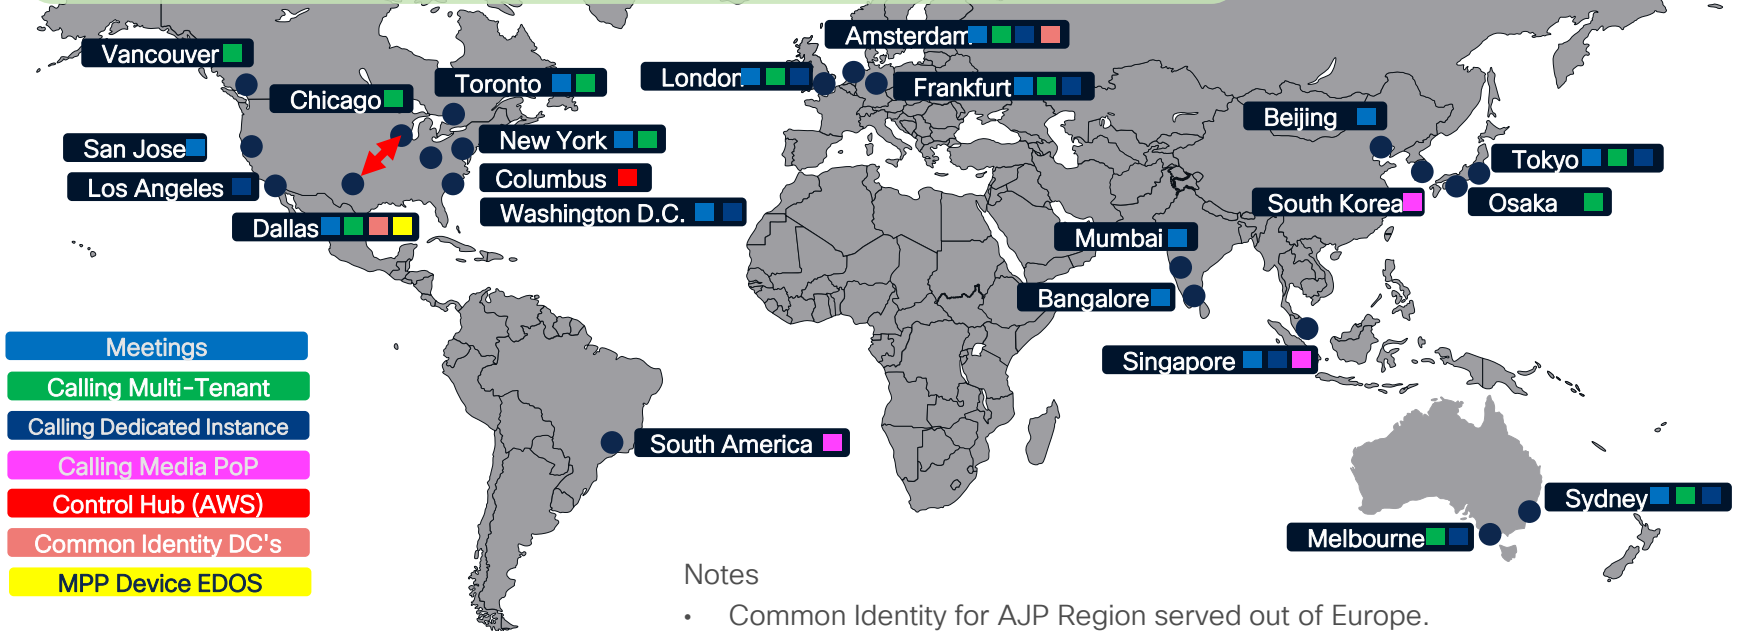 Amsterdam
Vancouver
London
Toronto
Frankfurt
Chicago
Beijing
New York
San Jose
Tokyo
Columbus
Los Angeles
South Korea
Osaka
Washington D.C.
Dallas
Mumbai
Bangalore
Meetings
Singapore
Calling Multi-Tenant
Calling Dedicated Instance
South America
Calling Media PoP
Control Hub (AWS)
Sydney
Common Identity DC's
Melbourne
MPP Device EDOS
Notes
• Common Identity for AJP Region served out of Europe.